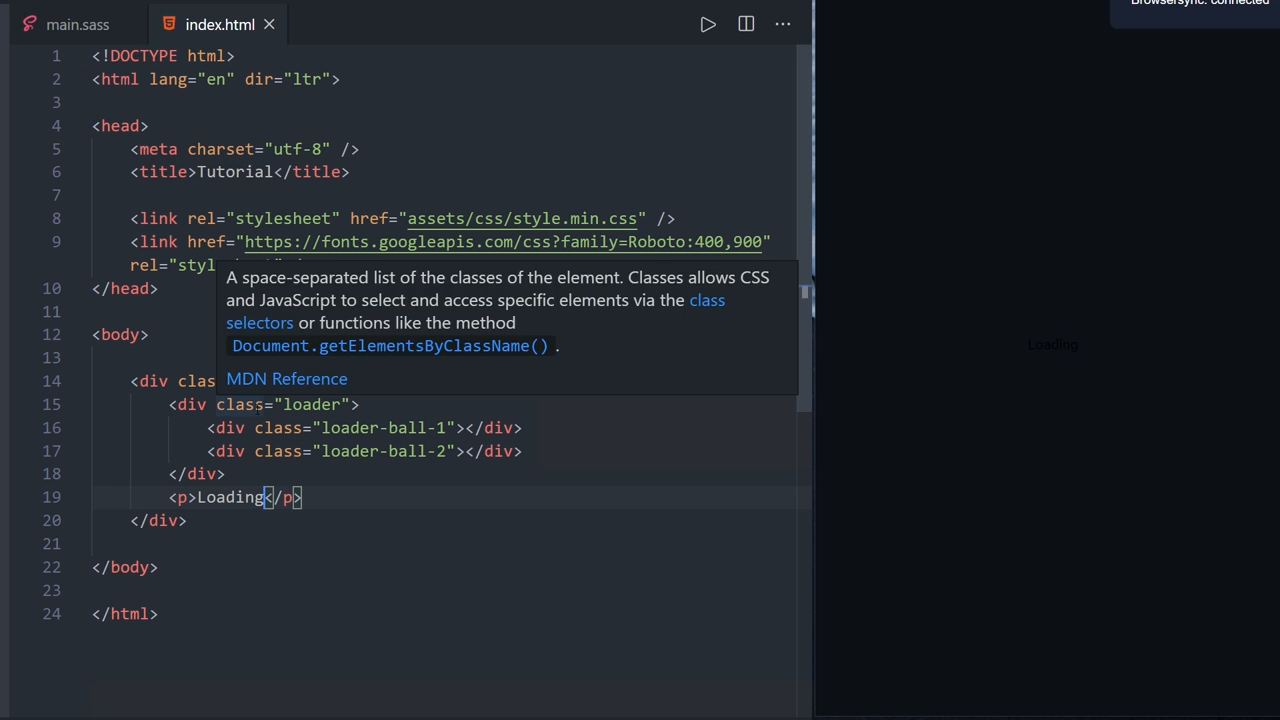 main.sass
index.html
Browsersync: connected
1 <!DOCTYPE html>
2 <html lang="en" dir="ltr">
3
4 <head>
5 <meta charset="utf-8" />
6 <title>Tutorial</title>
7
8 <link rel="stylesheet" href="assets/css/style.min.css" />
9 <link href="https://fonts.googleapis.com/css?family=Roboto:400,900"
rel="styl
10 </head>
11
12 <body>
13
14 <div clas
A space-separated list of the classes of the element. Classes allows CSS
and JavaScript to select and access specific elements via the class
selectors or functions like the method
Document.getElementsByClassName() .
MDN Reference
15 <div class="loader">
16 <div class="loader-ball-1"></div>
17 <div class="loader-ball-2"></div>
18 </div>
19 <p>Loading</p>
20 </div>
21
22 </body>
23
24 </html>
Loading